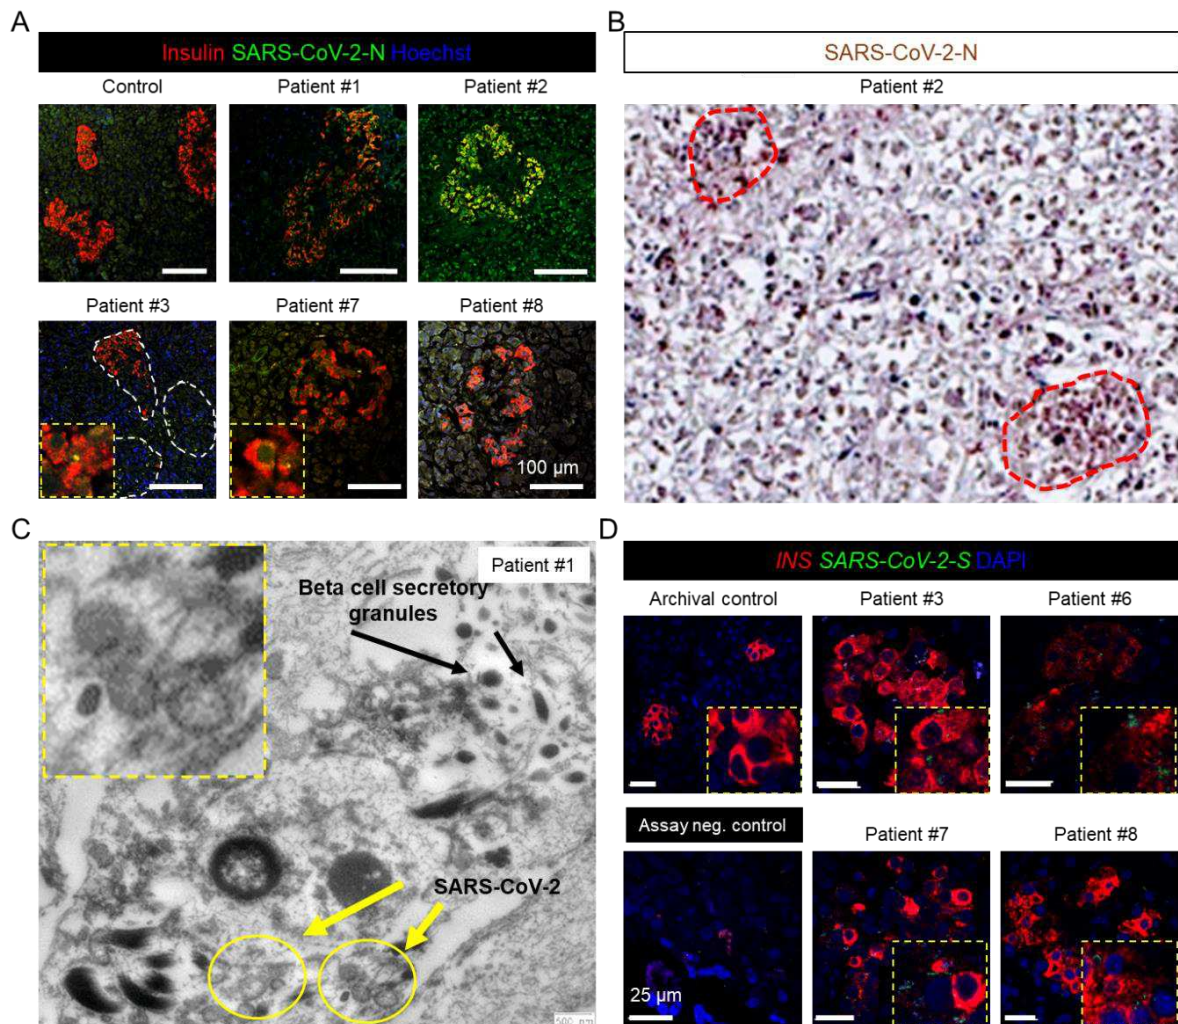 A
Insulin SARS-CoV-2-N Hoechst
Control
Patient #1
Patient #2
Patient #3
Patient #7
Patient #8
100 µm
B
SARS-CoV-2-N
Patient #2
C
Patient #1
Beta cell secretory
granules
SARS-CoV-2
500 nm
D
INS SARS-CoV-2-S DAPI
Archival control
Patient #3
Patient #6
Assay neg. control
Patient #7
Patient #8
25 µm